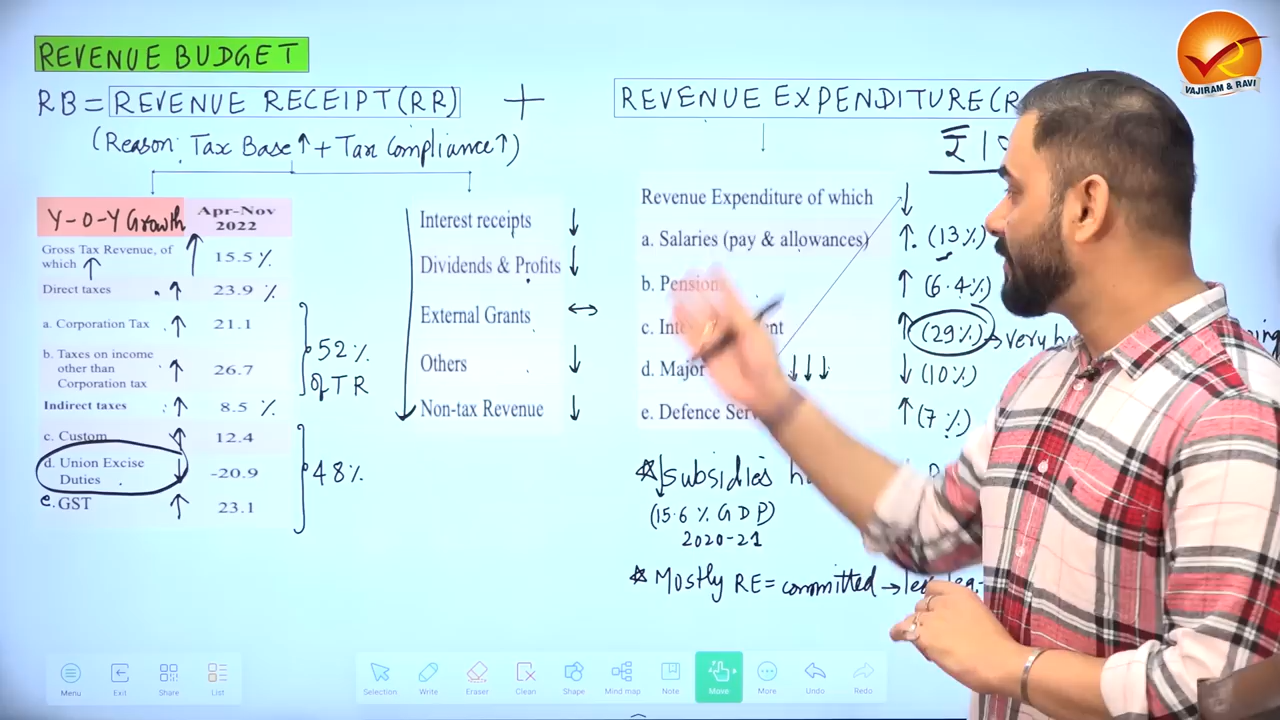 REVENUE BUDGET
RB = REVENUE RECEIPT (RR) + REVENUE EXPENDITURE (R
(Reason: Tax Base ↑ + Tax Compliance ↑)
₹ 1
Y-O-Y Growth
Apr-Nov
2022
Gross Tax Revenue, of
which ↑ ↑ 15.5 %
Direct taxes ↑ 23.9 %
a. Corporation Tax ↑ 21.1
b. Taxes on income
other than
Corporation tax ↑ 26.7
Indirect taxes ↑ 8.5 %
c. Custom ↑ 12.4
d. Union Excise
Duties ↓ -20.9
e. GST ↑ 23.1
52 %
of TR
48 %
Interest receipts ↓
Dividends & Profits ↓
External Grants ↔
Others ↓
Non-tax Revenue ↓
Revenue Expenditure of which ↓
a. Salaries (pay & allowances) ↑ (13 %)
b. Pension ↑ (6.4 %)
c. Int ↑ (29 %) → very
d. Major ↓↓↓ ↓ (10 %)
e. Defence Ser ↑ (7 %)
☆ Subsidies
(15.6 % GDP)
2020-21
☆ Mostly RE = committed →
VAJIRAM & RAVI
Menu
Exit
Share
List
Selection
Write
Eraser
Clean
Shape
Mind map
Note
Move
More
Undo
Redo